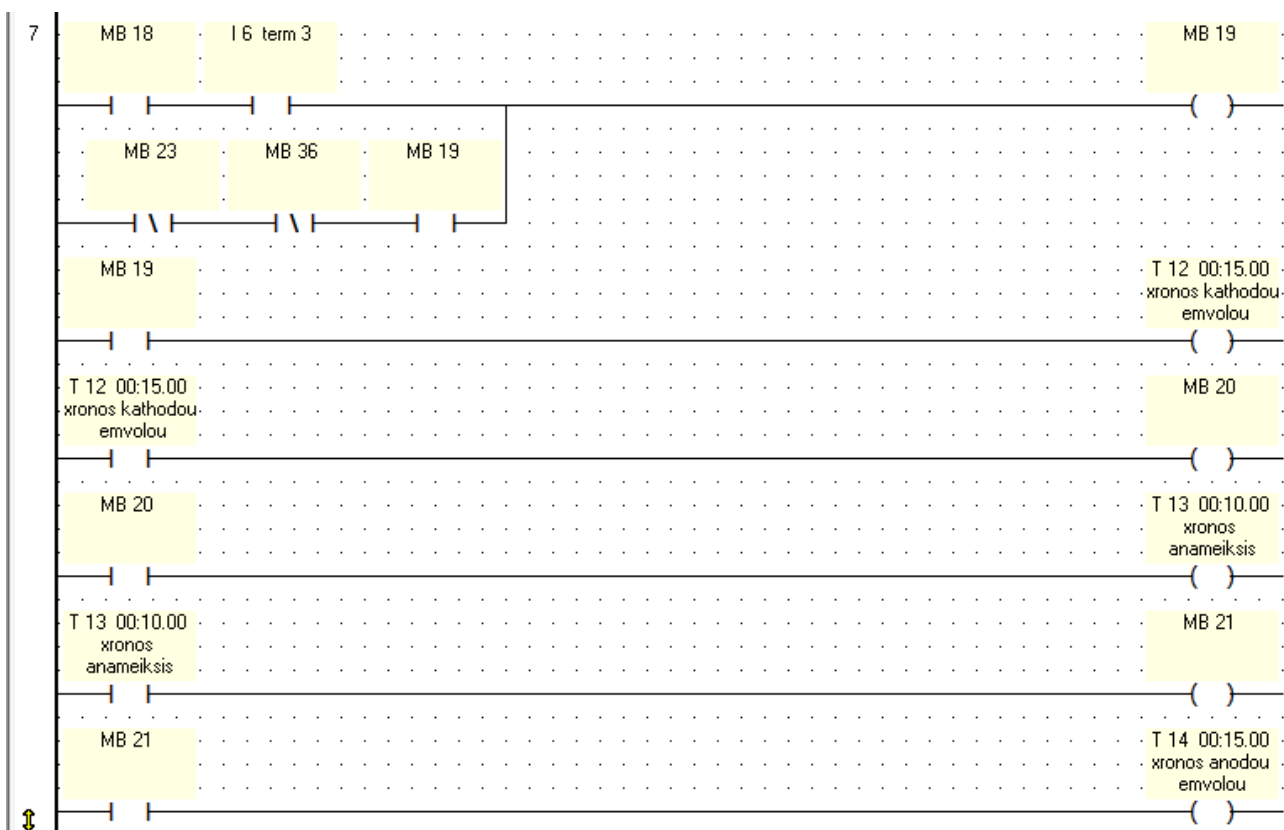 7
MB 18 I 6 term 3 MB 19
MB 23 MB 36 MB 19
MB 19 T 12 00:15.00
xronos kathodou
emvolou
T 12 00:15.00 MB 20
xronos kathodou
emvolou
MB 20 T 13 00:10.00
xronos
anameiksis
T 13 00:10.00 MB 21
xronos
anameiksis
MB 21 T 14 00:15.00
xronos anodou
emvolou